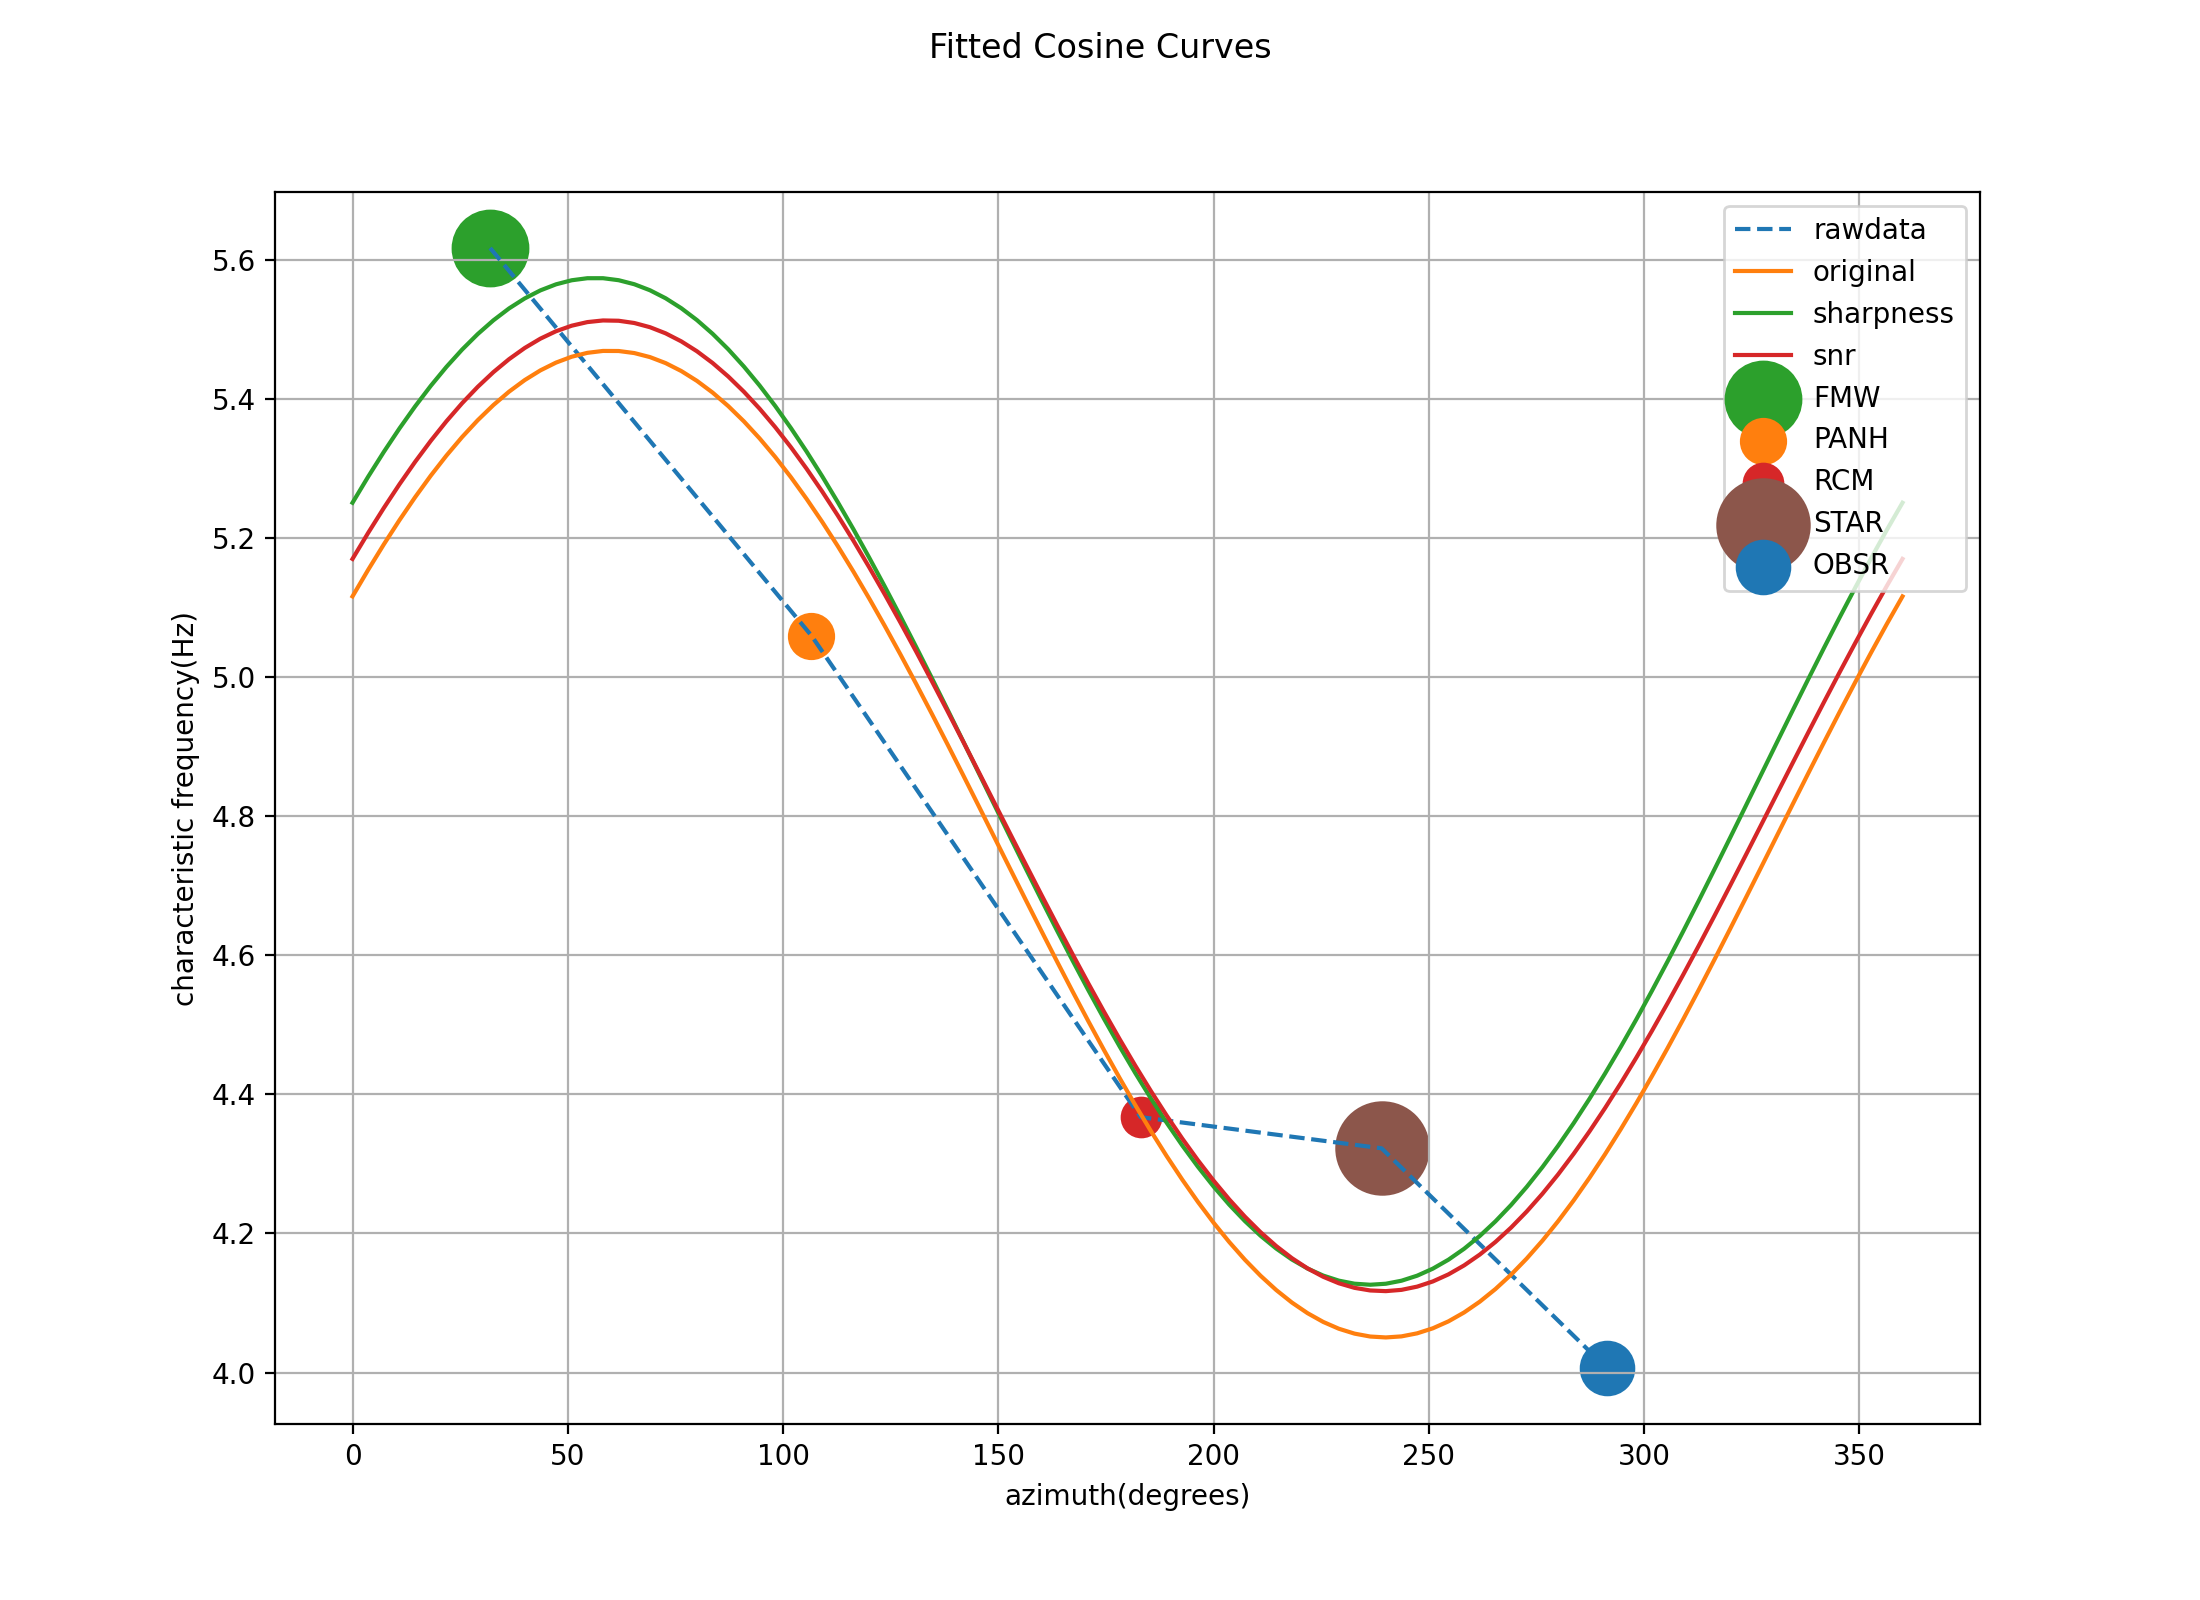 Fitted Cosine Curves
rawdata
original
sharpness
snr
FMW
PANH
RCM
STAR
OBSR
characteristic frequency(Hz)
5.6
5.4
5.2
5.0
4.8
4.6
4.4
4.2
4.0
0 50 100 150 200 250 300 350
azimuth(degrees)